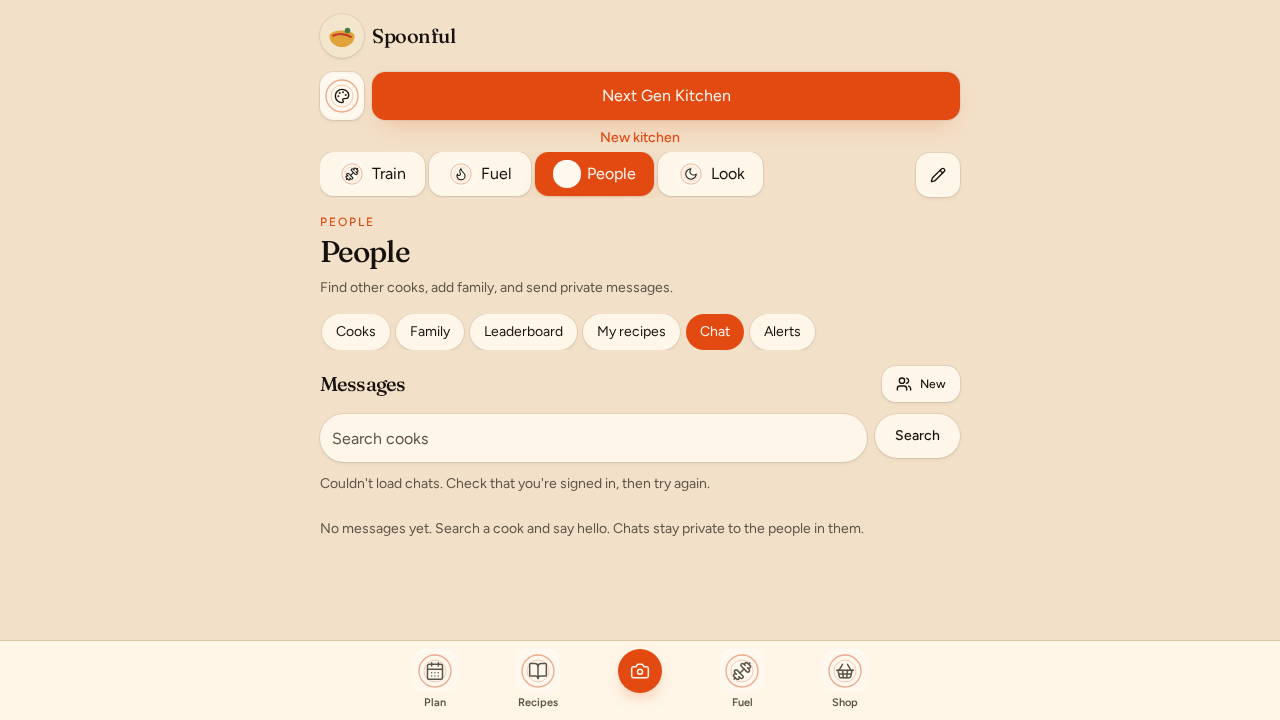 Spoonful
Next Gen Kitchen
New kitchen
Train
Fuel
People
Look
PEOPLE
People
Find other cooks, add family, and send private messages.
Cooks
Family
Leaderboard
My recipes
Chat
Alerts
Messages
New
Search cooks
Search
Couldn't load chats. Check that you're signed in, then try again.
No messages yet. Search a cook and say hello. Chats stay private to the people in them.
Plan
Recipes
Fuel
Shop